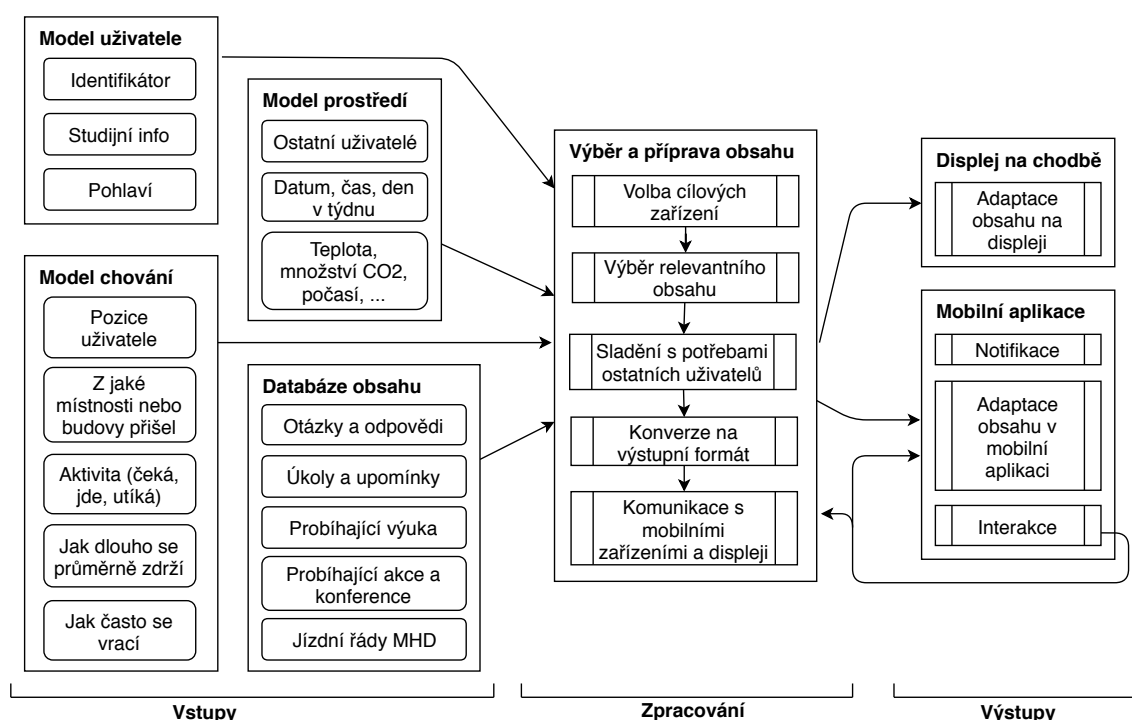 Model uživatele
Identifikátor
Studijní info
Pohlaví
Model chování
Pozice
uživatele
Z jaké
místnosti nebo
budovy přišel
Aktivita (čeká,
jde, utíká)
Jak dlouho se
průměrně zdrží
Jak často se
vrací
Model prostředí
Ostatní uživatelé
Datum, čas, den
v týdnu
Teplota,
množství CO2,
počasí, ...
Databáze obsahu
Otázky a odpovědi
Úkoly a upomínky
Probíhající výuka
Probíhající akce a
konference
Jízdní řády MHD
Výběr a příprava obsahu
Volba cílových
zařízení
Výběr relevantního
obsahu
Sladění s potřebami
ostatních uživatelů
Konverze na
výstupní formát
Komunikace s
mobilními
zařízeními a displeji
Displej na chodbě
Adaptace
obsahu na
displeji
Mobilní aplikace
Notifikace
Adaptace
obsahu v
mobilní
aplikaci
Interakce
Vstupy
Zpracování
Výstupy